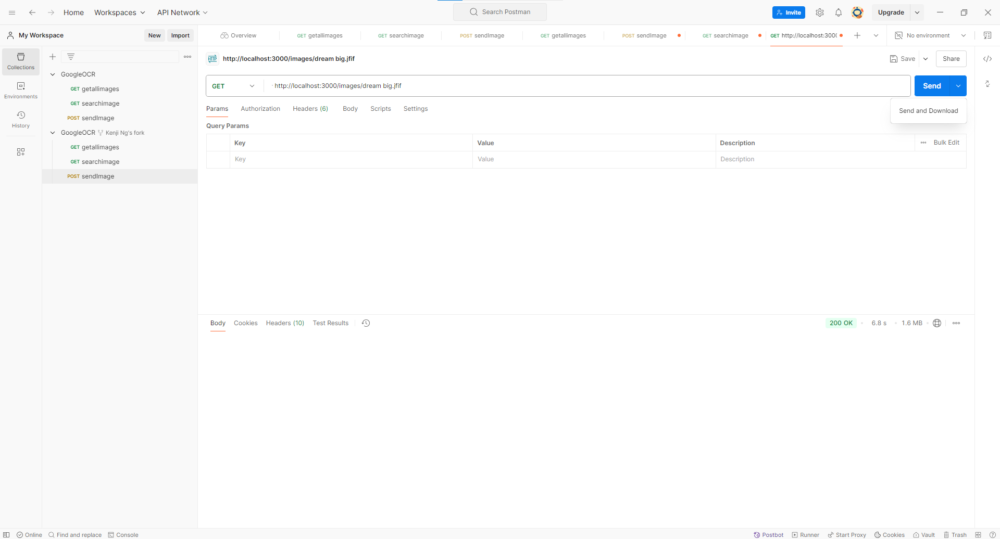 Home Workspaces API Network Search Postman Invite Upgrade
My Workspace New Import Overview GET getallimages GET searchimage POST sendImage GET getallimages POST sendImage GET searchimage GET http://localhost:300 No environment
Collections
Environments
History
GoogleOCR
GET getallimages
GET searchimage
POST sendImage
GoogleOCR Kenji Ng's fork
GET getallimages
GET searchimage
POST sendImage
HTTP http://localhost:3000/images/dream big.jfif Save Share
GET http://localhost:3000/images/dream big.jfif Send
Send and Download
Params Authorization Headers (6) Body Scripts Settings
Query Params
Key Value Description Bulk Edit
Key Value Description
Body Cookies Headers (10) Test Results 200 OK 6.8 s 1.6 MB
Online Find and replace Console Postbot Runner Start Proxy Cookies Vault Trash